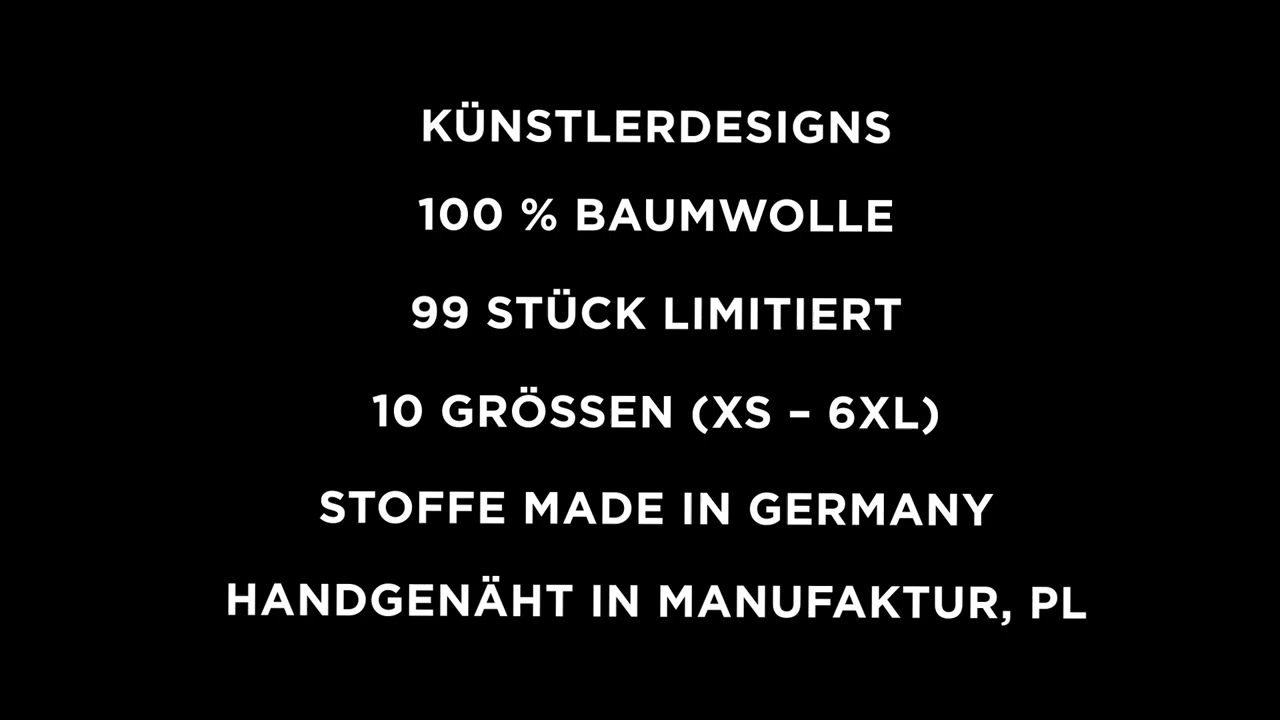 KÜNSTLERDESIGNS
100 % BAUMWOLLE
99 STÜCK LIMITIERT
10 GRÖSSEN (XS – 6XL)
STOFFE MADE IN GERMANY
HANDGENÄHT IN MANUFAKTUR, PL